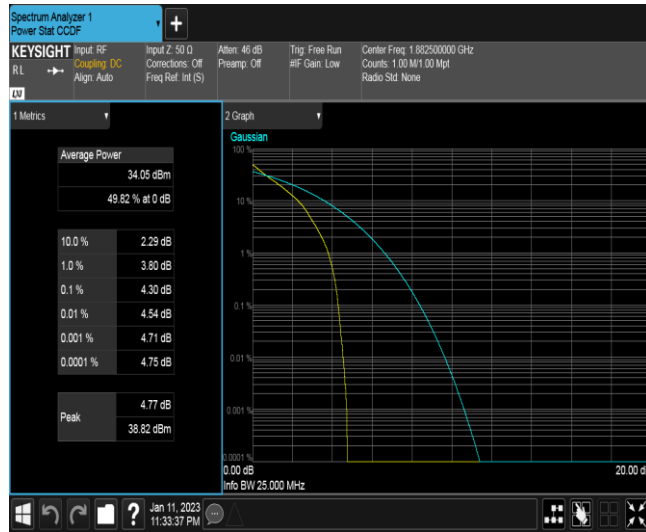 Spectrum Analyzer 1
Power Stat CCDF
KEYSIGHT
RL
LXI
Input: RF
Coupling: DC
Align: Auto
Input Z: 50 Ω
Corrections: Off
Freq Ref: Int (S)
Atten: 46 dB
Preamp: Off
Trig: Free Run
#IF Gain: Low
Center Freq: 1.882500000 GHz
Counts: 1.00 M/1.00 Mpt
Radio Std: None
1 Metrics
Average Power
34.05 dBm
49.82 % at 0 dB
10.0 % 2.29 dB
1.0 % 3.80 dB
0.1 % 4.30 dB
0.01 % 4.54 dB
0.001 % 4.71 dB
0.0001 % 4.75 dB
Peak
4.77 dB
38.82 dBm
2 Graph
Gaussian
100 %
10 %
1 %
0.1 %
0.01 %
0.001 %
0.0001 %
0.00 dB
20.00 d
Info BW 25.000 MHz
?
Jan 11, 2023
11:33:37 PM